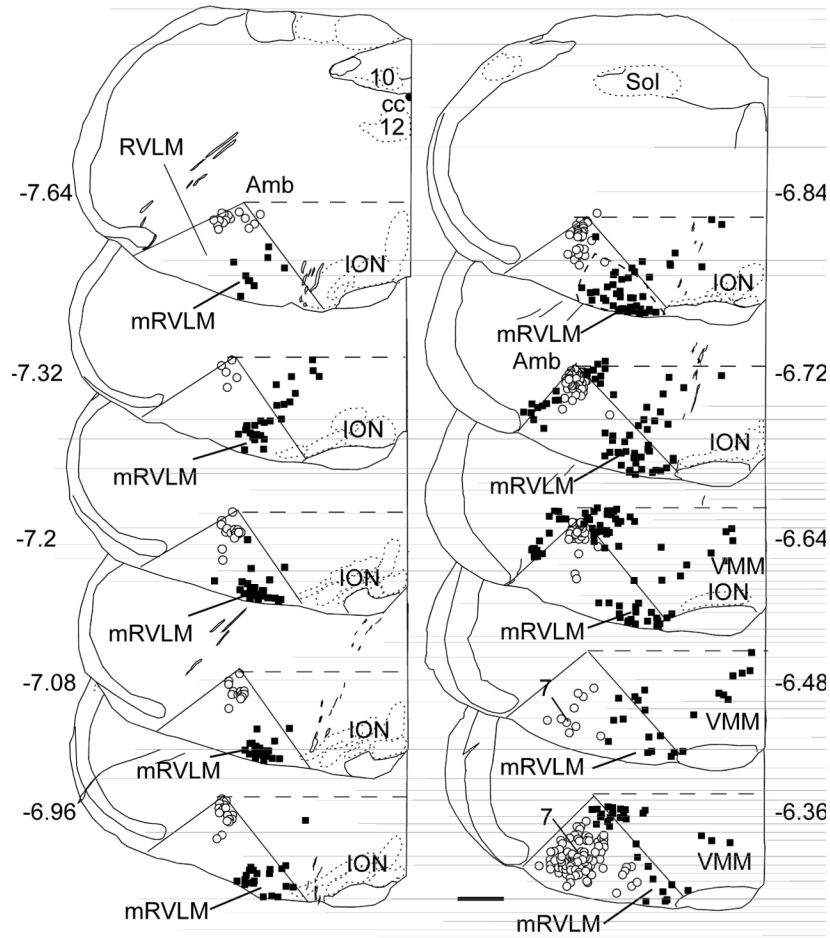 10
cc
12
RVLM
-7.64
Amb
ION
mRVLM
-7.32
ION
mRVLM
-7.2
ION
mRVLM
-7.08
ION
mRVLM
-6.96
ION
mRVLM
Sol
-6.84
ION
mRVLM
Amb
-6.72
ION
mRVLM
-6.64
VMM
ION
mRVLM
-6.48
7
VMM
mRVLM
-6.36
7
VMM
mRVLM